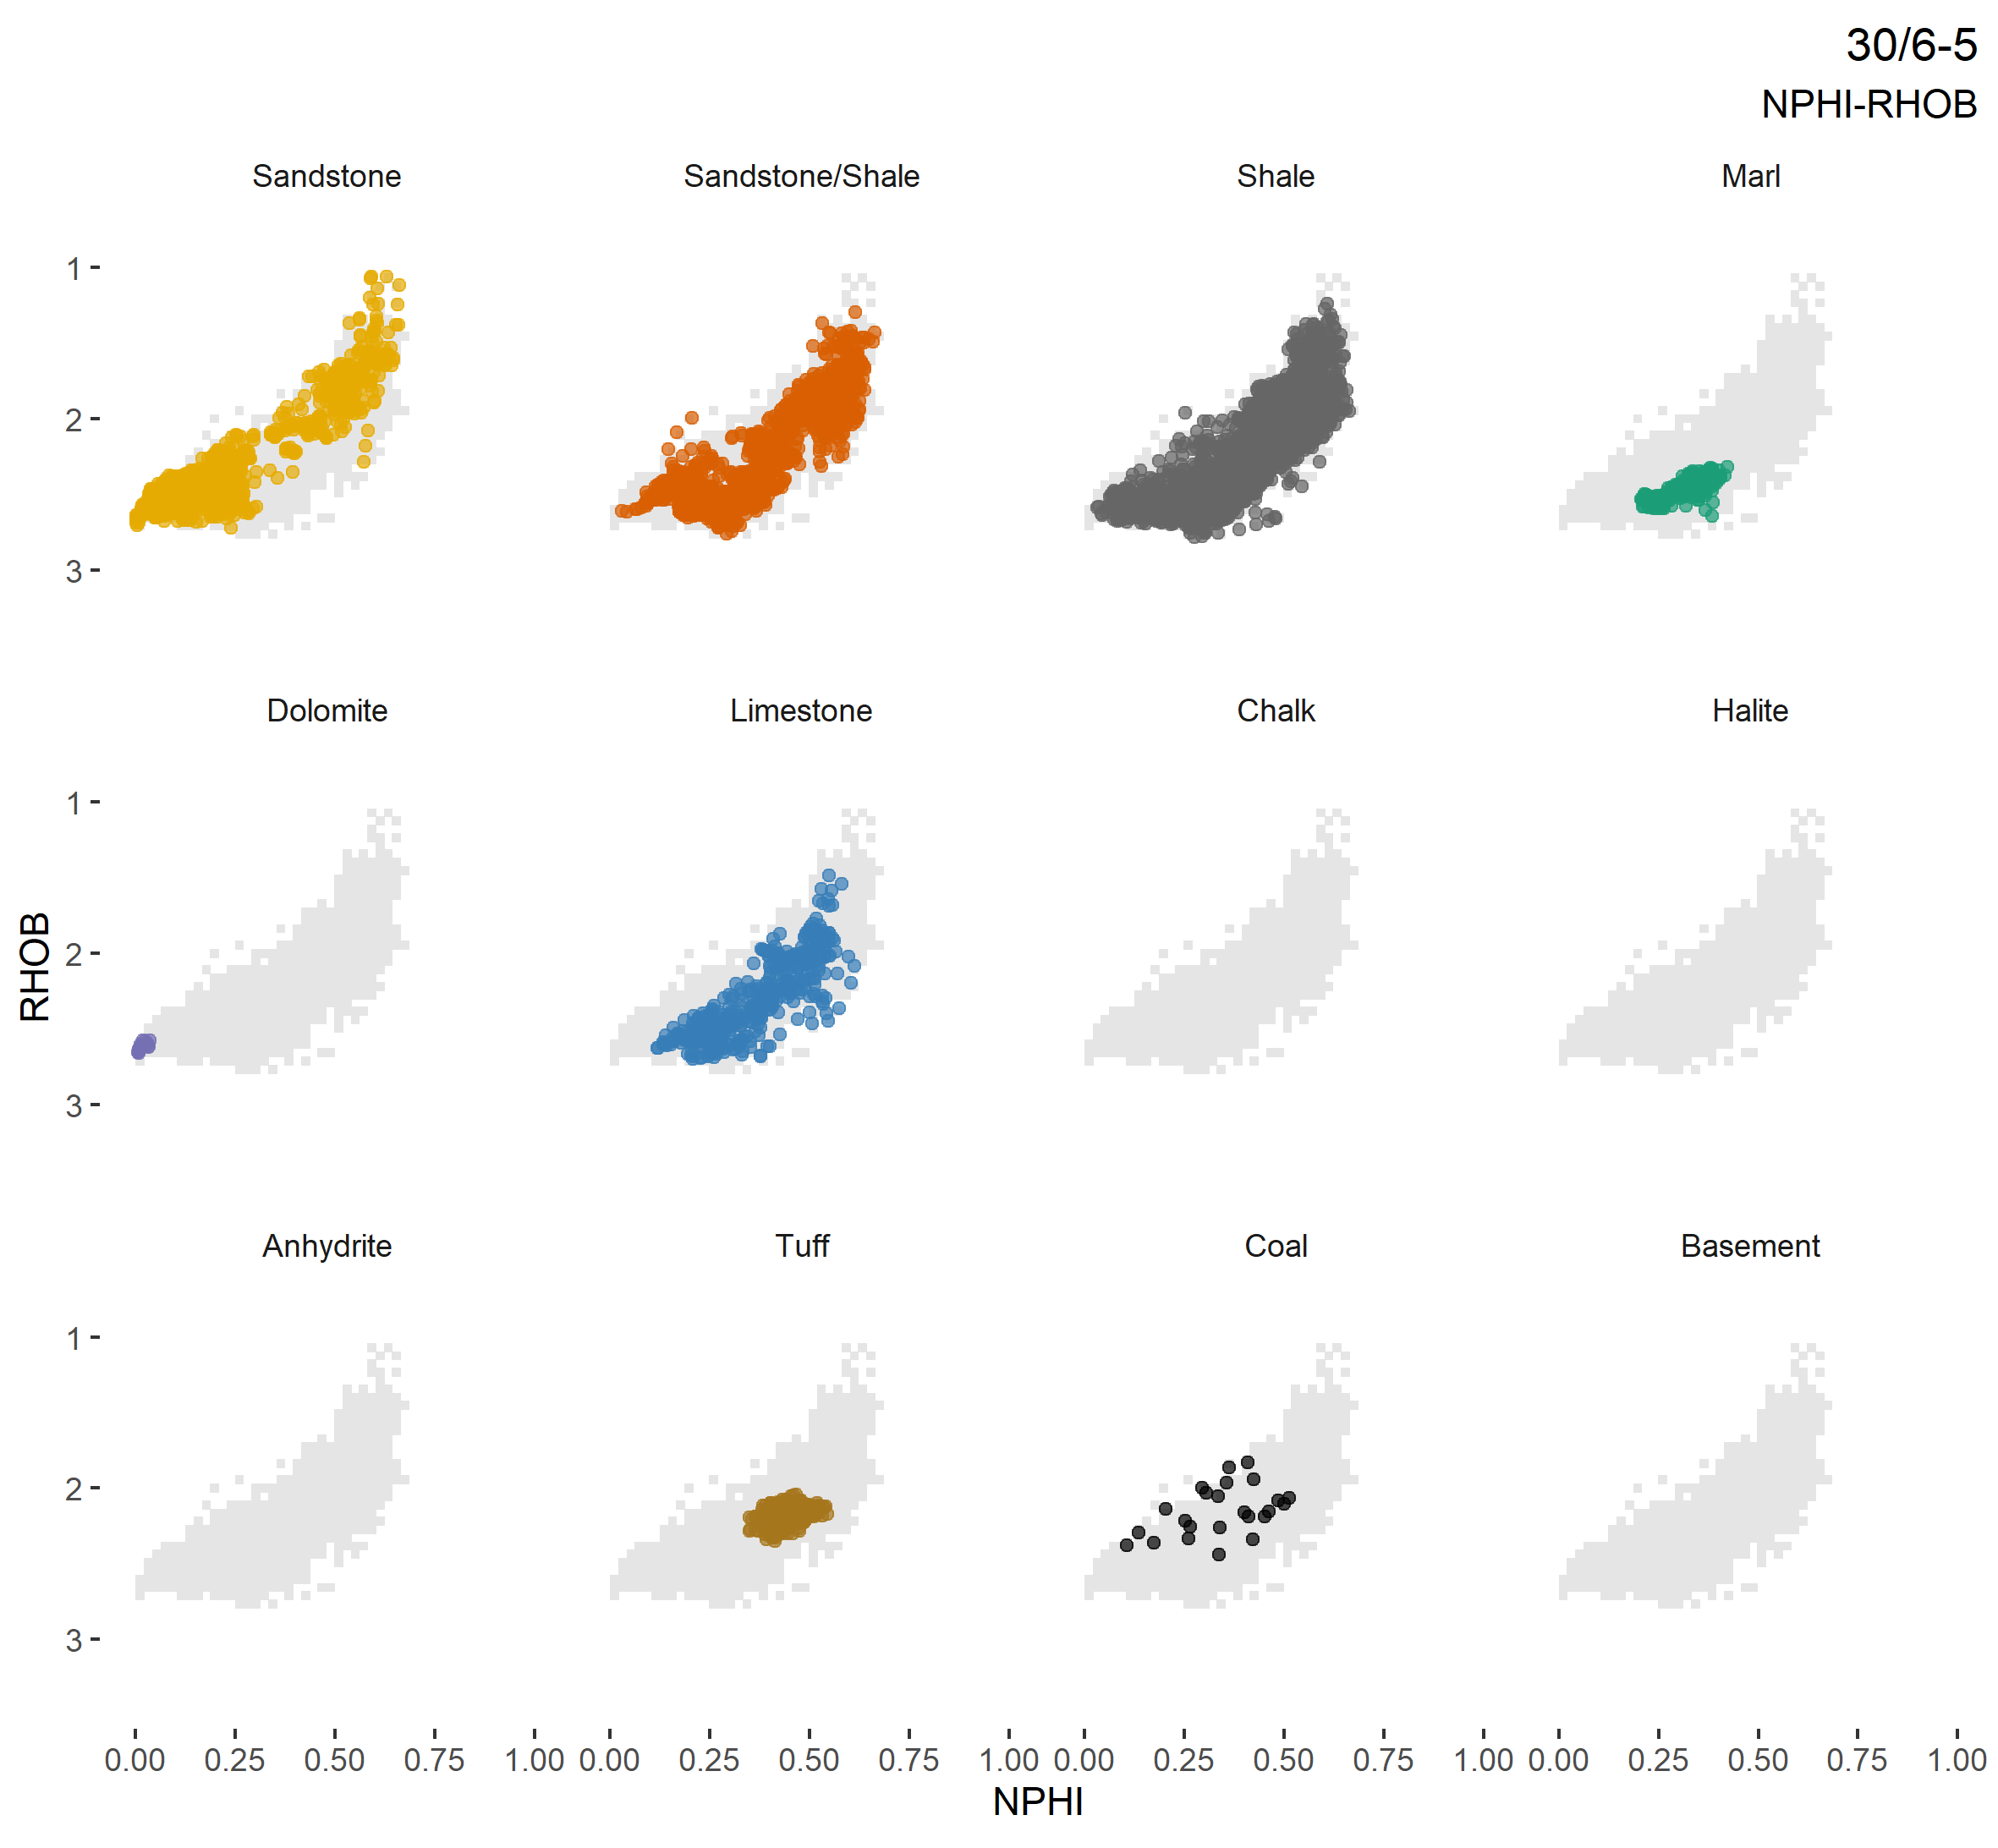 30/6-5
NPHI-RHOB
Sandstone Sandstone/Shale Shale Marl
1
2
3
Dolomite Limestone Chalk Halite
1
2
3
RHOB
Anhydrite Tuff Coal Basement
1
2
3
0.00 0.25 0.50 0.75 1.00 0.00 0.25 0.50 0.75 1.00 0.00 0.25 0.50 0.75 1.00 0.00 0.25 0.50 0.75 1.00
NPHI